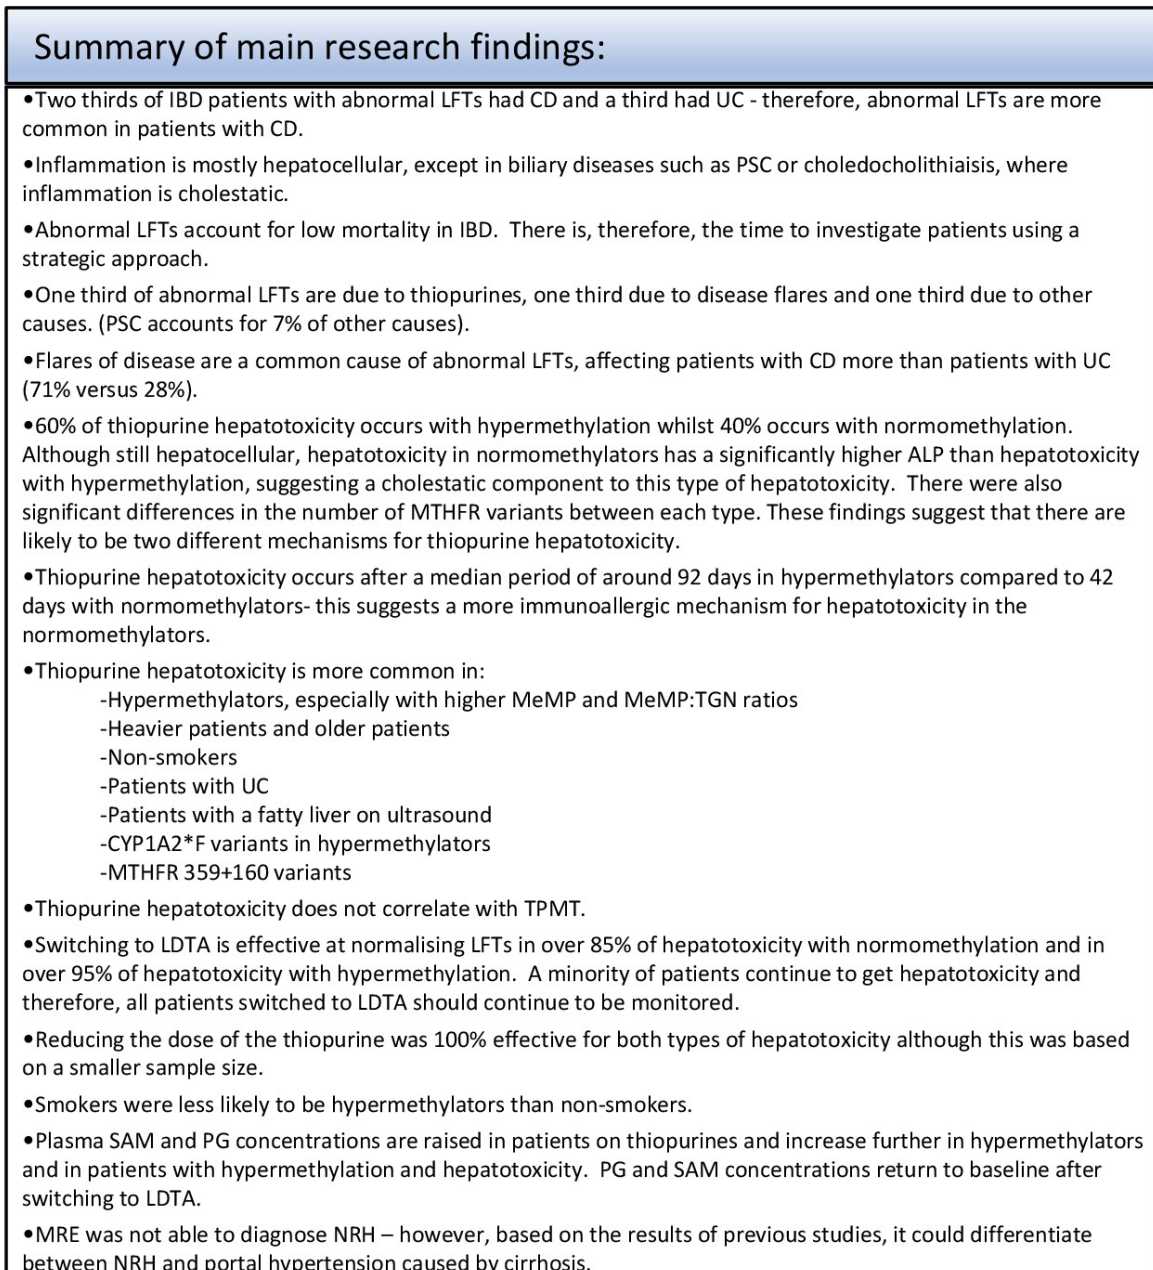 Summary of main research findings:
•Two thirds of IBD patients with abnormal LFTs had CD and a third had UC - therefore, abnormal LFTs are more
common in patients with CD.
•Inflammation is mostly hepatocellular, except in biliary diseases such as PSC or choledocholithiaisis, where
inflammation is cholestatic.
•Abnormal LFTs account for low mortality in IBD.  There is, therefore, the time to investigate patients using a
strategic approach.
•One third of abnormal LFTs are due to thiopurines, one third due to disease flares and one third due to other
causes. (PSC accounts for 7% of other causes).
•Flares of disease are a common cause of abnormal LFTs, affecting patients with CD more than patients with UC
(71% versus 28%).
•60% of thiopurine hepatotoxicity occurs with hypermethylation whilst 40% occurs with normomethylation.
Although still hepatocellular, hepatotoxicity in normomethylators has a significantly higher ALP than hepatotoxicity
with hypermethylation, suggesting a cholestatic component to this type of hepatotoxicity.  There were also
significant differences in the number of MTHFR variants between each type. These findings suggest that there are
likely to be two different mechanisms for thiopurine hepatotoxicity.
•Thiopurine hepatotoxicity occurs after a median period of around 92 days in hypermethylators compared to 42
days with normomethylators- this suggests a more immunoallergic mechanism for hepatotoxicity in the
normomethylators.
•Thiopurine hepatotoxicity is more common in:
-Hypermethylators, especially with higher MeMP and MeMP:TGN ratios
-Heavier patients and older patients
-Non-smokers
-Patients with UC
-Patients with a fatty liver on ultrasound
-CYP1A2*F variants in hypermethylators
-MTHFR 359+160 variants
•Thiopurine hepatotoxicity does not correlate with TPMT.
•Switching to LDTA is effective at normalising LFTs in over 85% of hepatotoxicity with normomethylation and in
over 95% of hepatotoxicity with hypermethylation.  A minority of patients continue to get hepatotoxicity and
therefore, all patients switched to LDTA should continue to be monitored.
•Reducing the dose of the thiopurine was 100% effective for both types of hepatotoxicity although this was based
on a smaller sample size.
•Smokers were less likely to be hypermethylators than non-smokers.
•Plasma SAM and PG concentrations are raised in patients on thiopurines and increase further in hypermethylators
and in patients with hypermethylation and hepatotoxicity.  PG and SAM concentrations return to baseline after
switching to LDTA.
•MRE was not able to diagnose NRH – however, based on the results of previous studies, it could differentiate
between NRH and portal hypertension caused by cirrhosis.